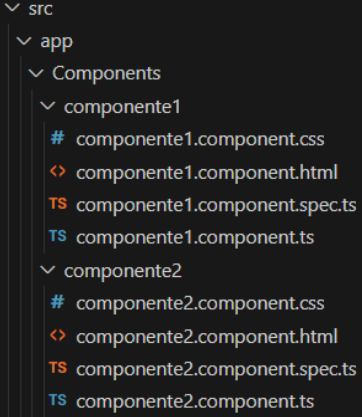 src
app
Components
componente1
# componente1.component.css
<> componente1.component.html
TS componente1.component.spec.ts
TS componente1.component.ts
componente2
# componente2.component.css
<> componente2.component.html
TS componente2.component.spec.ts
TS componente2.component.ts